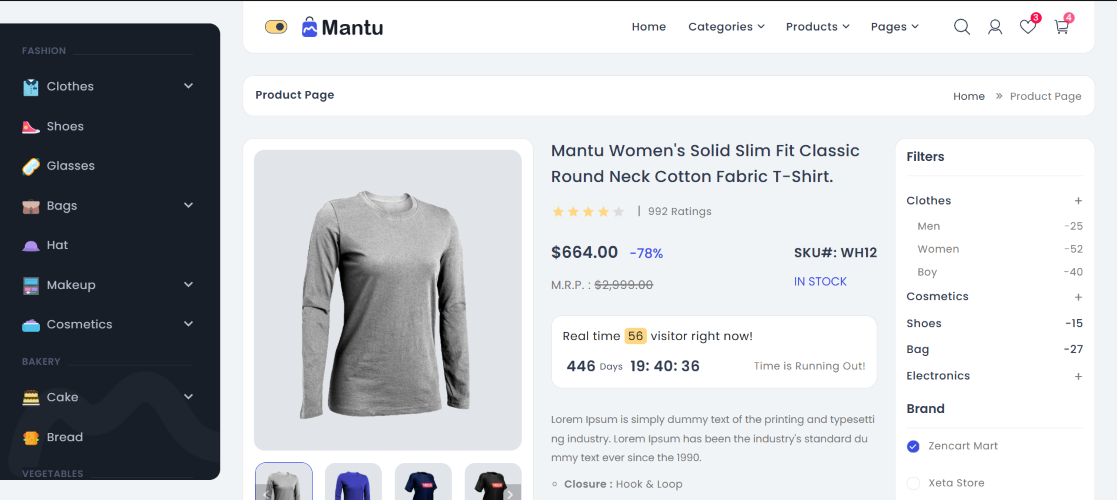 Mantu
Home
Categories
Products
Pages
3
4
FASHION
Clothes
Shoes
Glasses
Bags
Hat
Makeup
Cosmetics
BAKERY
Cake
Bread
VEGETABLES
Product Page
Home » Product Page
Mantu Women's Solid Slim Fit Classic
Round Neck Cotton Fabric T-Shirt.
| 992 Ratings
$664.00 -78%
SKU#: WH12
M.R.P. : $2,999.00
IN STOCK
Real time 56 visitor right now!
446 Days 19: 40: 36
Time is Running Out!
Lorem Ipsum is simply dummy text of the printing and typesetti
ng industry. Lorem Ipsum has been the industry's standard du
mmy text ever since the 1990.
Closure : Hook & Loop
Filters
Clothes +
Men -25
Women -52
Boy -40
Cosmetics +
Shoes -15
Bag -27
Electronics +
Brand
Zencart Mart
Xeta Store